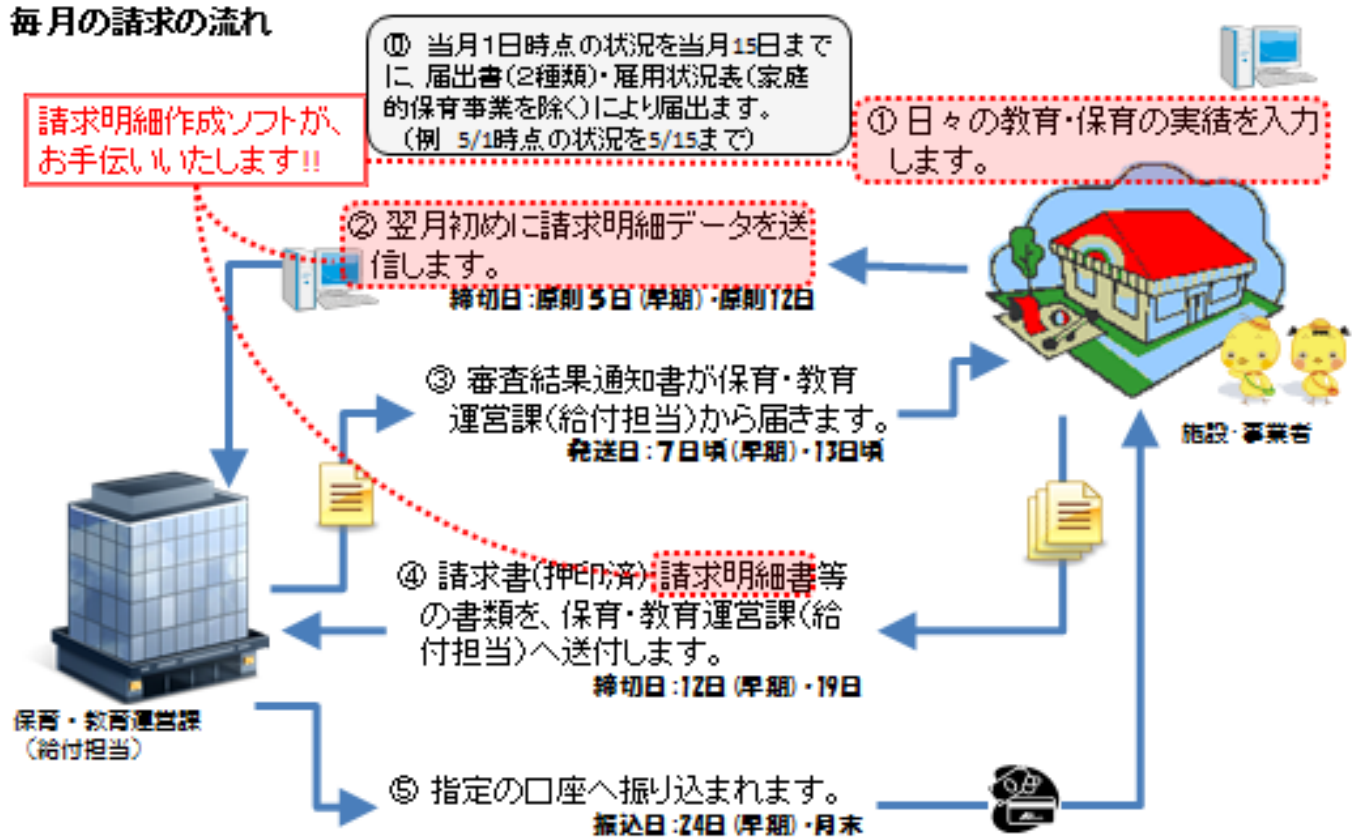 毎月の請求の流れ
⓪ 当月1日時点の状況を当月15日まで
に、届出書(2種類)・雇用状況表(家庭
的保育事業を除く)により届出ます。
(例 5/1時点の状況を5/15まで)
請求明細作成ソフトが、
お手伝いいたします!!
① 日々の教育・保育の実績を入力
します。
② 翌月初めに請求明細データを送
信します。
締切日:原則5日(早期)・原則12日
③ 審査結果通知書が保育・教育
運営課(給付担当)から届きます。
発送日:7日頃(早期)・13日頃
施設・事業者
④ 請求書(押印済)請求明細書等
の書類を、保育・教育運営課(給
付担当)へ送付します。
締切日:12日(早期)・19日
保育・教育運営課
(給付担当)
⑤ 指定の口座へ振り込まれます。
振込日:24日(早期)・月末